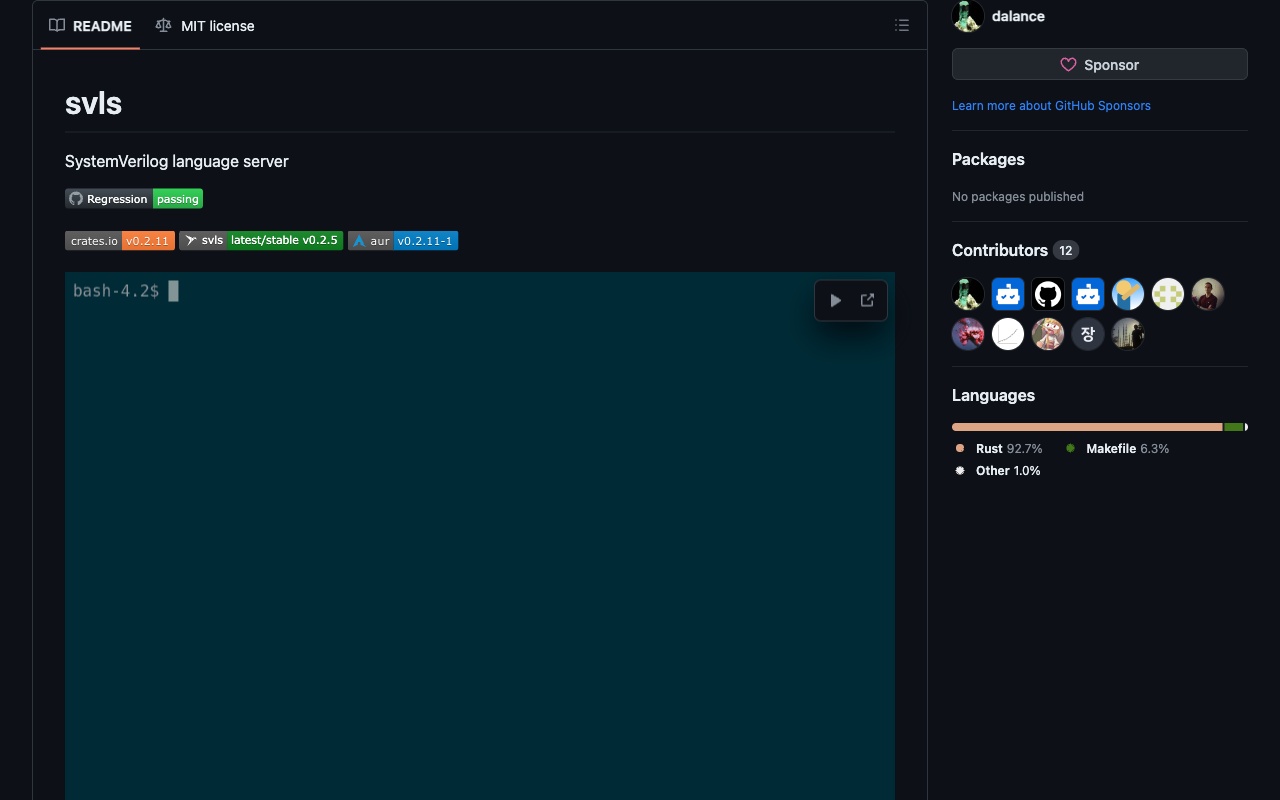 README
MIT license
svls
SystemVerilog language server
Regression passing
crates.io v0.2.11
svls latest/stable v0.2.5
aur v0.2.11-1
bash-4.2$
dalance
Sponsor
Learn more about GitHub Sponsors
Packages
No packages published
Contributors 12
장
Languages
Rust 92.7%
Makefile 6.3%
Other 1.0%